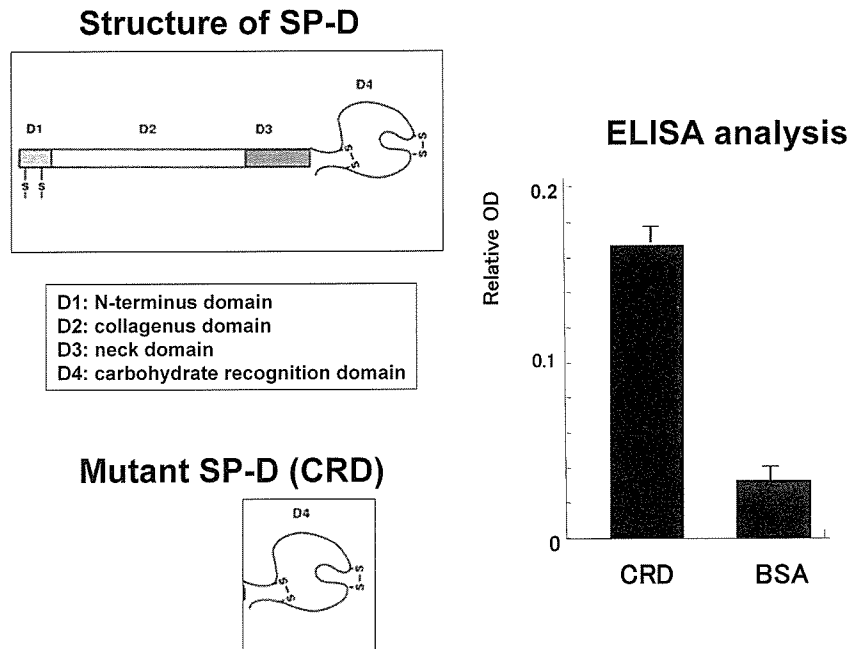 Structure of SP-D
D4
D1 D2 D3
S-S
S-S
S S
D1: N-terminus domain
D2: collagenus domain
D3: neck domain
D4: carbohydrate recognition domain
Mutant SP-D (CRD)
D4
S-S
S-S
ELISA analysis
Relative OD
0.2
0.1
0
CRD BSA